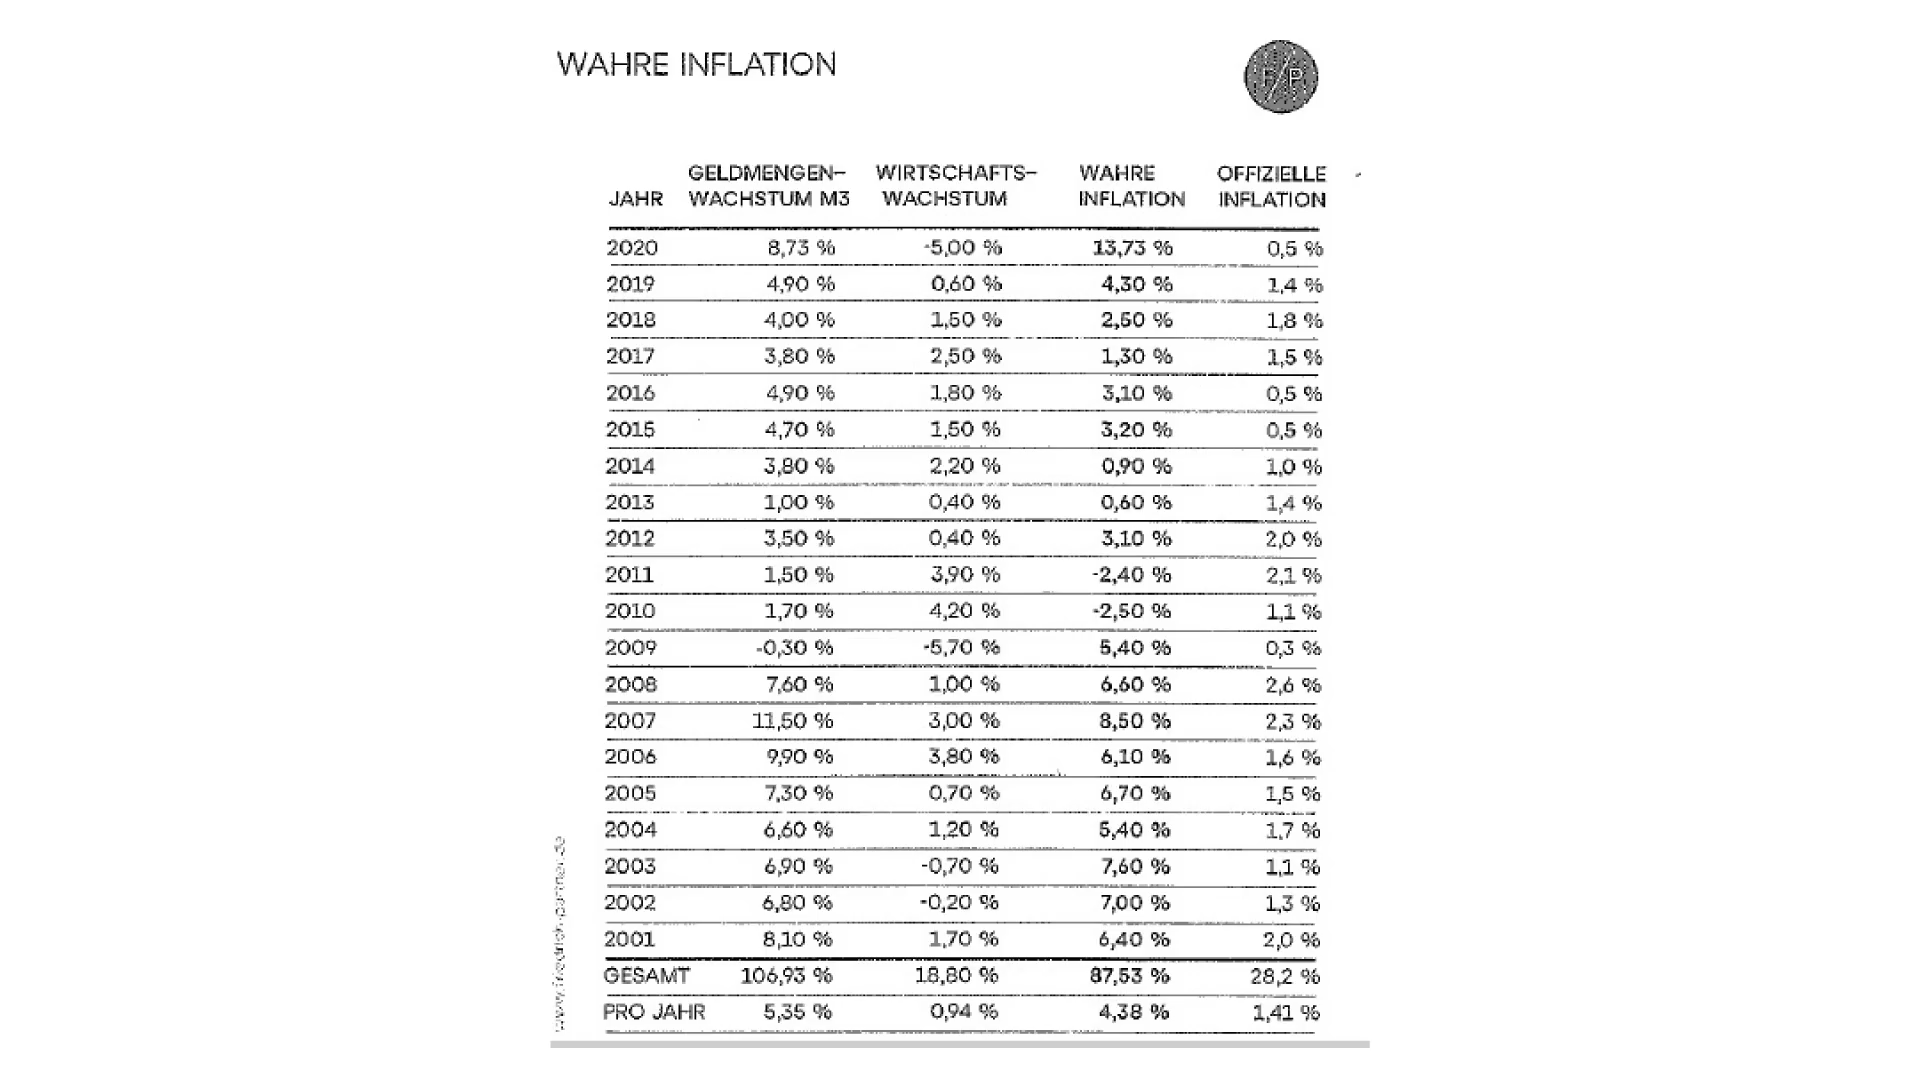 WAHRE INFLATION
F/P
JAHR GELDMENGEN-WACHSTUM M3 WIRTSCHAFTS-WACHSTUM WAHRE INFLATION OFFIZIELLE INFLATION
2020 8,73 % -5,00 % 13,73 % 0,5 %
2019 4,90 % 0,60 % 4,30 % 1,4 %
2018 4,00 % 1,50 % 2,50 % 1,8 %
2017 3,80 % 2,50 % 1,30 % 1,5 %
2016 4,90 % 1,80 % 3,10 % 0,5 %
2015 4,70 % 1,50 % 3,20 % 0,5 %
2014 3,80 % 2,20 % 0,90 % 1,0 %
2013 1,00 % 0,40 % 0,60 % 1,4 %
2012 3,50 % 0,40 % 3,10 % 2,0 %
2011 1,50 % 3,90 % -2,40 % 2,1 %
2010 1,70 % 4,20 % -2,50 % 1,1 %
2009 -0,30 % -5,70 % 5,40 % 0,3 %
2008 7,60 % 1,00 % 6,60 % 2,6 %
2007 11,50 % 3,00 % 8,50 % 2,3 %
2006 9,90 % 3,80 % 6,10 % 1,6 %
2005 7,30 % 0,70 % 6,70 % 1,5 %
2004 6,60 % 1,20 % 5,40 % 1,7 %
2003 6,90 % -0,70 % 7,60 % 1,1 %
2002 6,80 % -0,20 % 7,00 % 1,3 %
2001 8,10 % 1,70 % 6,40 % 2,0 %
GESAMT 106,93 % 18,80 % 87,53 % 28,2 %
PRO JAHR 5,35 % 0,94 % 4,38 % 1,41 %